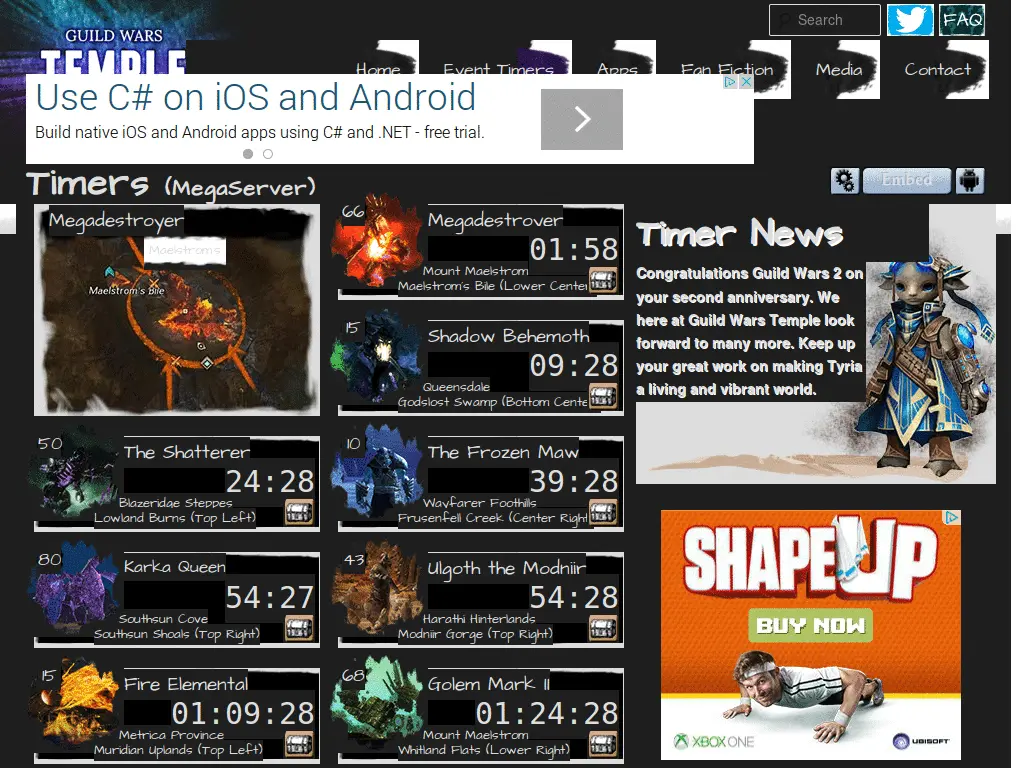 Search
FAQ
GUILD WARS
TEMPLE
Home
Event Timers
Apps
Fan Fiction
Media
Contact
Use C# on iOS and Android
Build native iOS and Android apps using C# and .NET - free trial.
Timers (MegaServer)
Embed
Megadestroyer
Maelstroms
Maelstrom's Bile
66
Megadestroyer
01:58
Mount Maelstrom
Maelstrom's Bile (Lower Center
15
Shadow Behemoth
09:28
Queensdale
Godslost Swamp (Bottom Cente
50
The Shatterer
24:28
Blazeridge Steppes
Lowland Burns (Top Left)
10
The Frozen Maw
39:28
Wayfarer Foothills
Frusenfell Creek (Center Right
80
Karka Queen
54:27
Southsun Cove
Southsun Shoals (Top Right)
43
Ulgoth the Modniir
54:28
Harathi Hinterlands
Modniir Gorge (Top Right)
15
Fire Elemental
01:09:28
Metrica Province
Muridian Uplands (Top Left)
68
Golem Mark II
01:24:28
Mount Maelstrom
Whitland Flats (Lower Right)
Timer News
Congratulations Guild Wars 2 on
your second anniversary. We
here at Guild Wars Temple look
forward to many more. Keep up
your great work on making Tyria
a living and vibrant world.
SHAPE UP
BUY NOW
XBOX ONE
UBISOFT